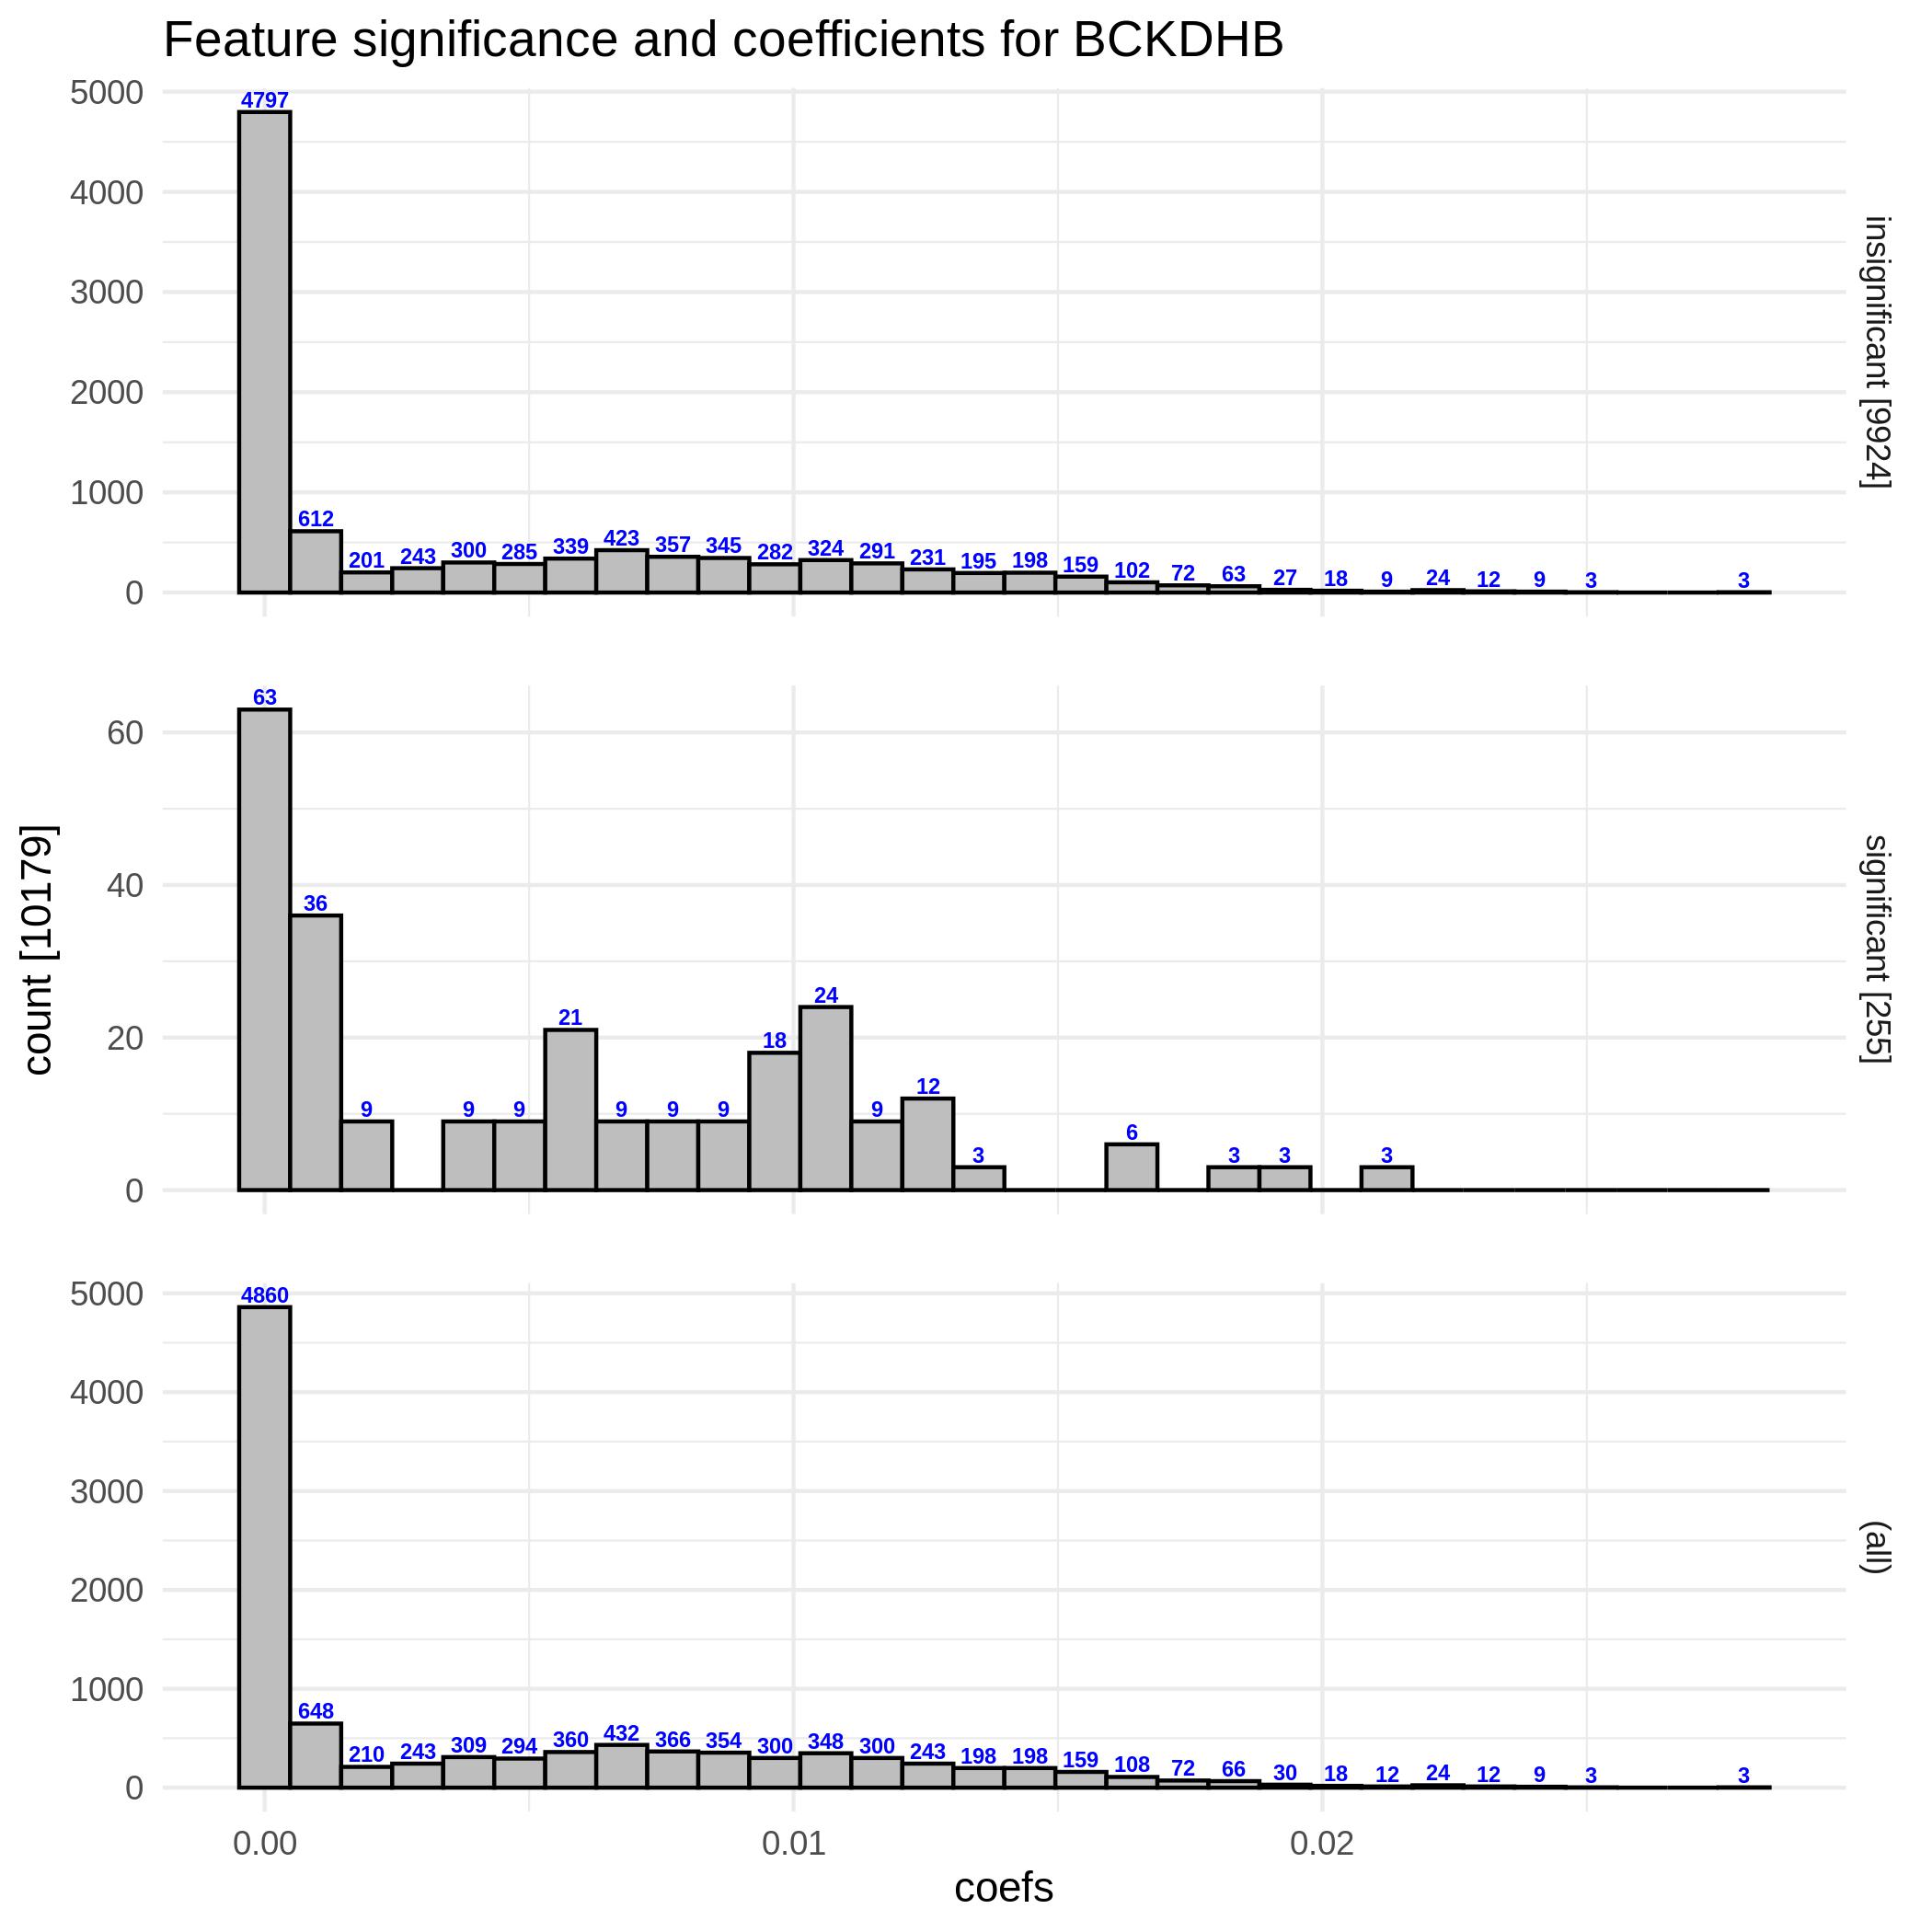 Feature significance and coefficients for BCKDHB
5000
4000
3000
2000
1000
0
4797
612
201 243 300 285 339 423 357 345 282 324 291 231 195 198 159 102 72 63 27 18 9 24 12 9 3 3
insignificant [9924]
count [10179]
60
40
20
0
63
36
9 9 9 21 9 9 9 18 24 9 12 3 6 3 3 3
significant [255]
5000
4000
3000
2000
1000
0
4860
648
210 243 309 294 360 432 366 354 300 348 300 243 198 198 159 108 72 66 30 18 12 24 12 9 3 3
(all)
0.00 0.01 0.02
coefs